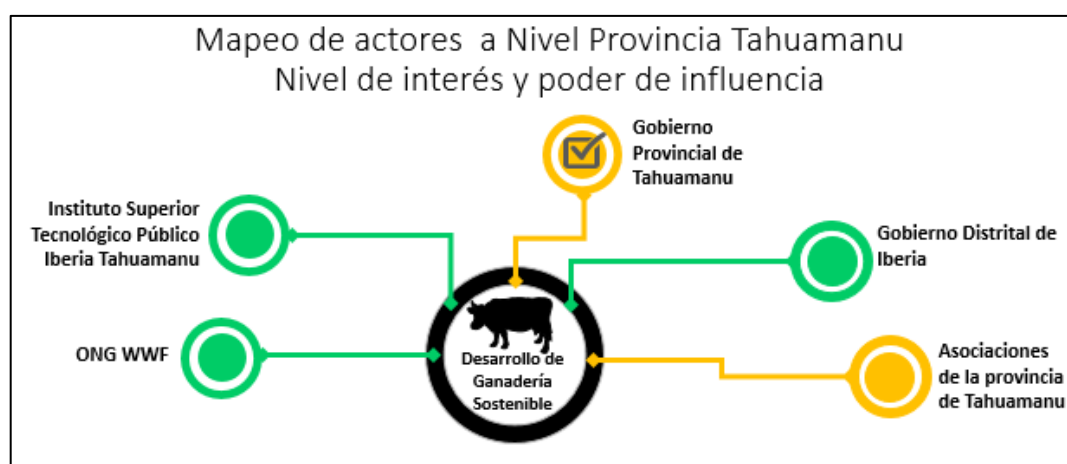 Mapeo de actores a Nivel Provincia Tahuamanu
Nivel de interés y poder de influencia
Gobierno
Provincial de
Tahuamanu
Instituto Superior
Tecnológico Público
Iberia Tahuamanu
Gobierno Distrital de
Iberia
ONG WWF
Desarrollo de
Ganadería
Sostenible
Asociaciones
de la provincia
de Tahuamanu